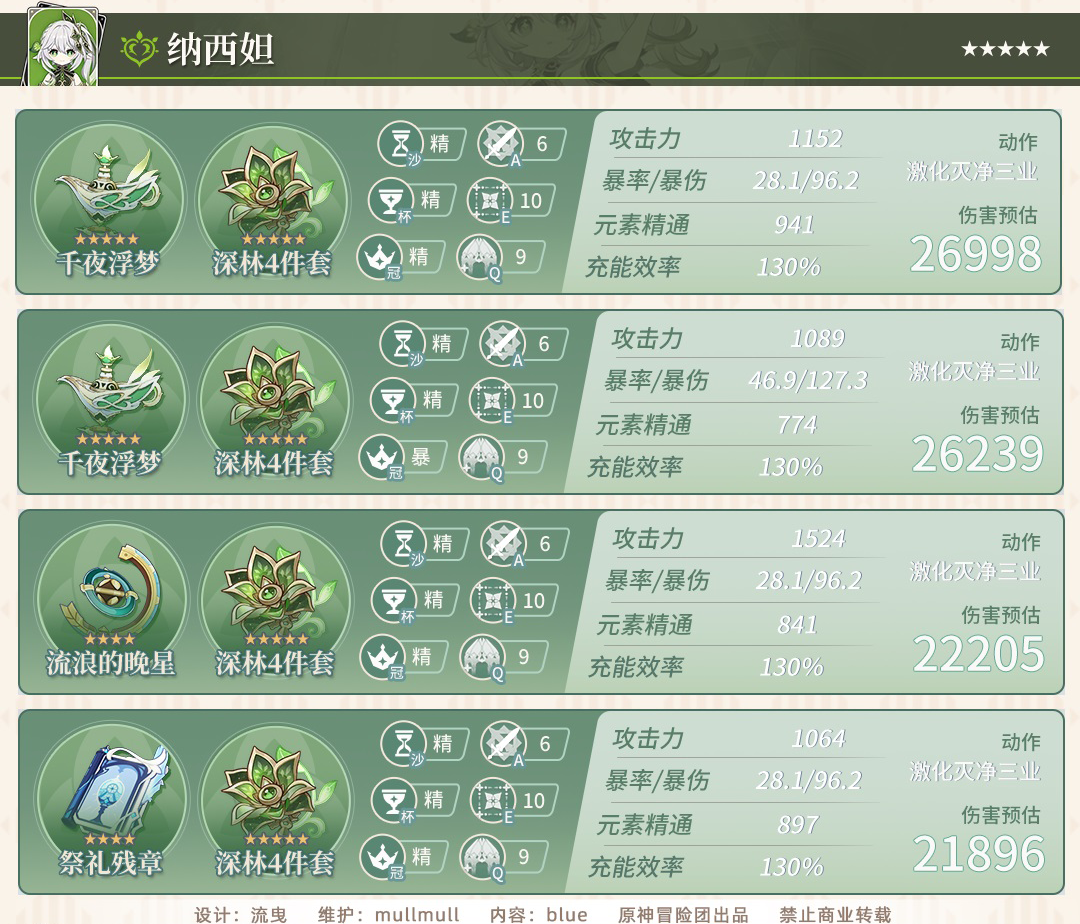 纳西妲
★★★★★
千夜浮梦
深林4件套
沙 精
A 6
杯 精
E 10
冠 精
Q 9
攻击力 1152
暴率/暴伤 28.1/96.2
元素精通 941
充能效率 130%
动作
激化灭净三业
伤害预估
26998
千夜浮梦
深林4件套
沙 精
A 6
杯 精
E 10
冠 暴
Q 9
攻击力 1089
暴率/暴伤 46.9/127.3
元素精通 774
充能效率 130%
动作
激化灭净三业
伤害预估
26239
流浪的晚星
深林4件套
沙 精
A 6
杯 精
E 10
冠 精
Q 9
攻击力 1524
暴率/暴伤 28.1/96.2
元素精通 841
充能效率 130%
动作
激化灭净三业
伤害预估
22205
祭礼残章
深林4件套
沙 精
A 6
杯 精
E 10
冠 精
Q 9
攻击力 1064
暴率/暴伤 28.1/96.2
元素精通 897
充能效率 130%
动作
激化灭净三业
伤害预估
21896
设计：流曳 维护：mullmull 内容：blue 原神冒险团出品 禁止商业转载